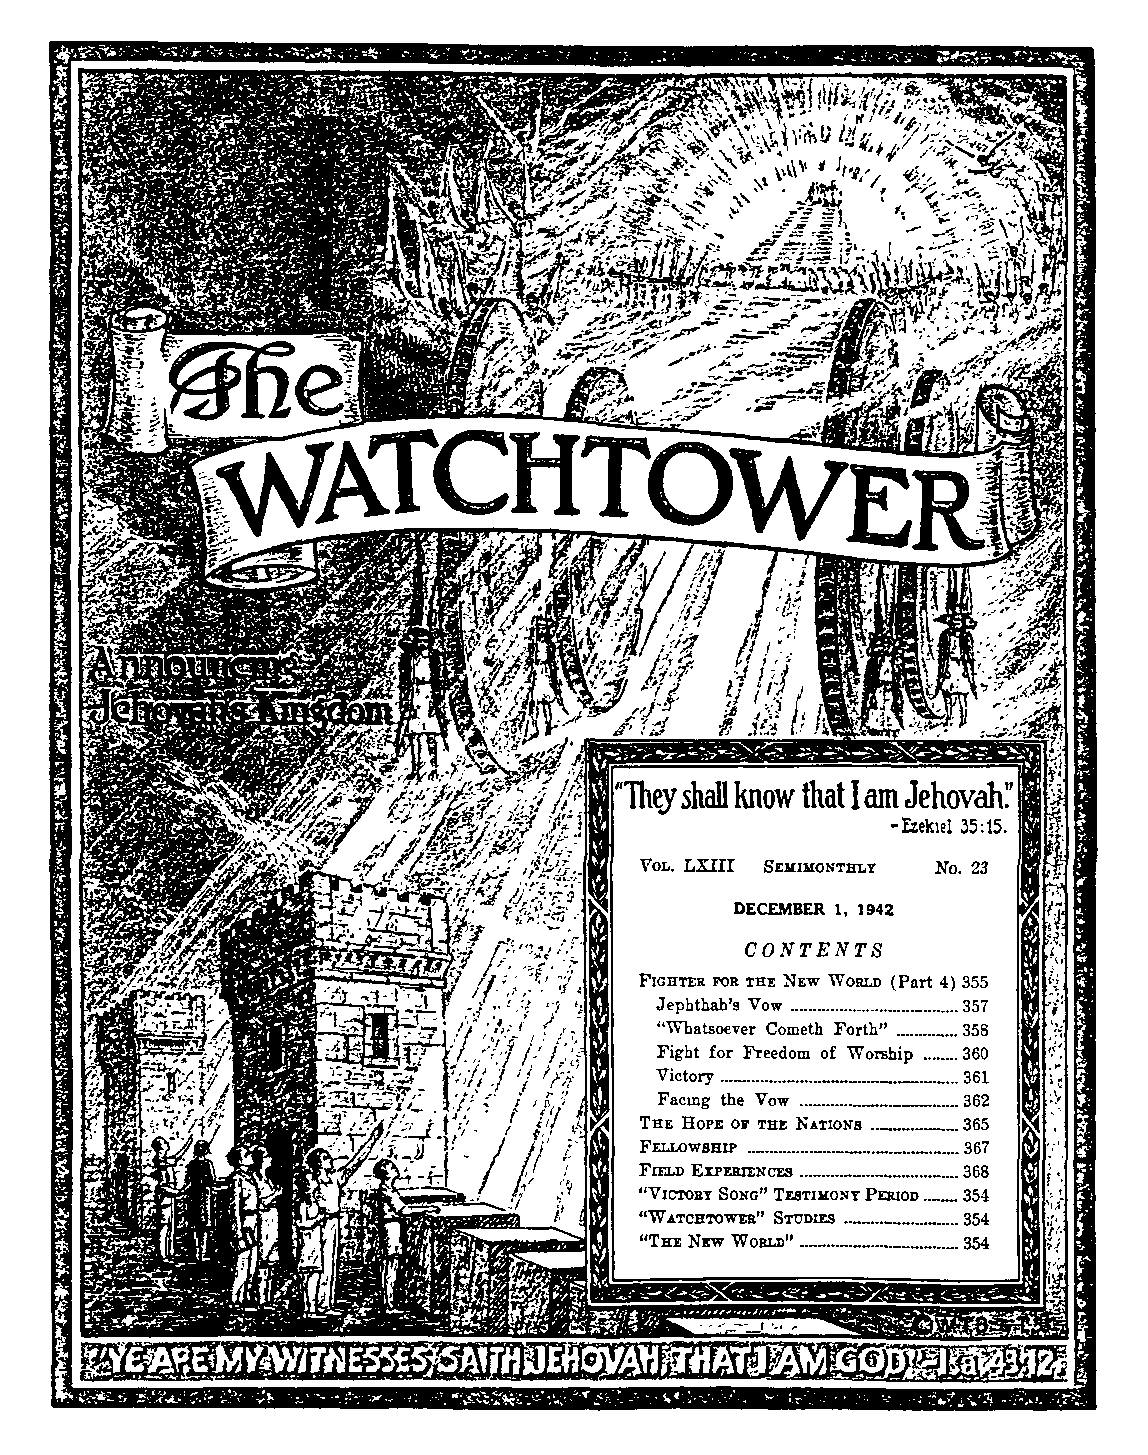 The
WATCHTOWER
Announcing
Jehovah's Kingdom
"They shall know that I am Jehovah."
- Ezekiel 35:15.
VOL. LXIII SEMIMONTHLY No. 23
DECEMBER 1, 1942
CONTENTS
FIGHTER FOR THE NEW WORLD (Part 4) 355
Jephthah's Vow 357
"Whatsoever Cometh Forth" 358
Fight for Freedom of Worship 360
Victory 361
Facing the Vow 362
THE HOPE OF THE NATIONS 365
FELLOWSHIP 367
FIELD EXPERIENCES 368
"VICTORY SONG" TESTIMONY PERIOD 354
"WATCHTOWER" STUDIES 354
"THE NEW WORLD" 354
"YE ARE MY WITNESSES, SAITH JEHOVAH, THAT I AM GOD."-Isa. 43:12.